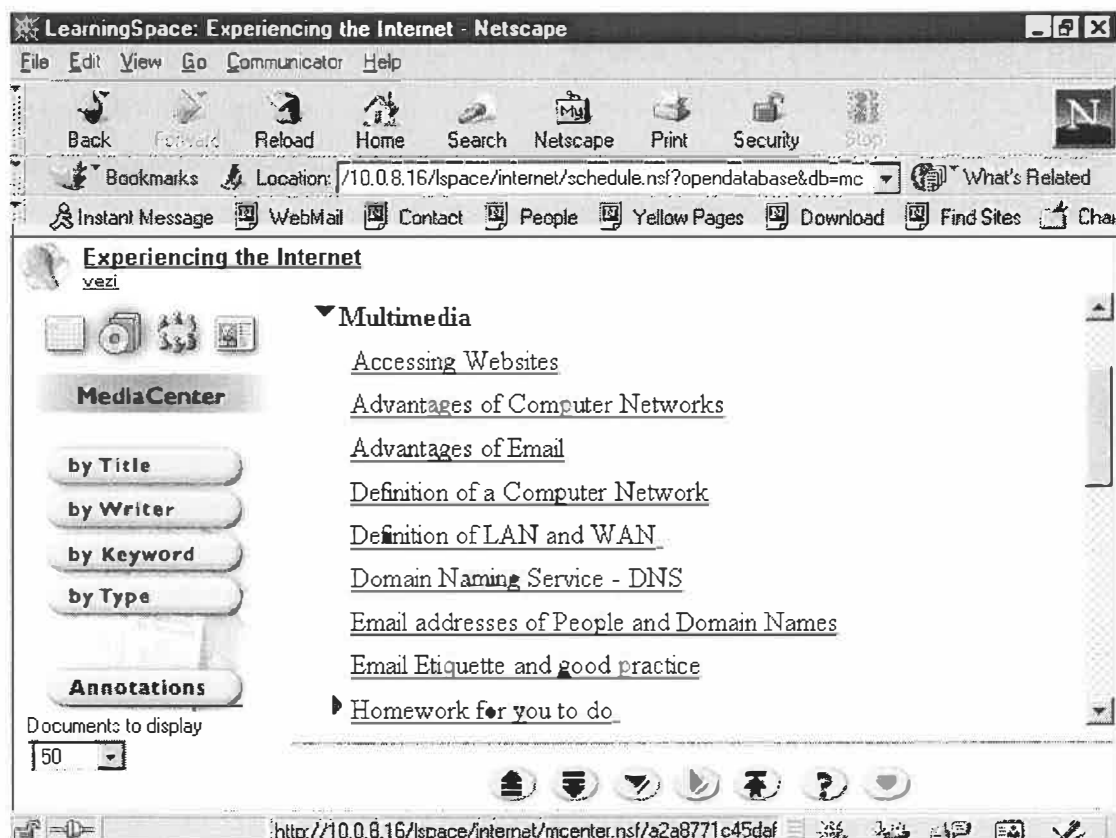 LearningSpace: Experiencing the Internet - Netscape
File Edit View Go Communicator Help
Back Forward Reload Home Search Netscape Print Security Stop
My
N
Bookmarks Location: /10.0.8.16/lspace/internet/schedule.nsf?opendatabase&db=mc What's Related
Instant Message WebMail Contact People Yellow Pages Download Find Sites
Experiencing the Internet
vezi
MediaCenter
by Title
by Writer
by Keyword
by Type
Annotations
Documents to display
50
Multimedia
Accessing Websites
Advantages of Computer Networks
Advantages of Email
Definition of a Computer Network
Definition of LAN and WAN
Domain Naming Service - DNS
Email addresses of People and Domain Names
Email Etiquette and good practice
Homework for you to do
http://10.0.8.16/lspace/internet/mcenter.nsf/a2a8771c45daf